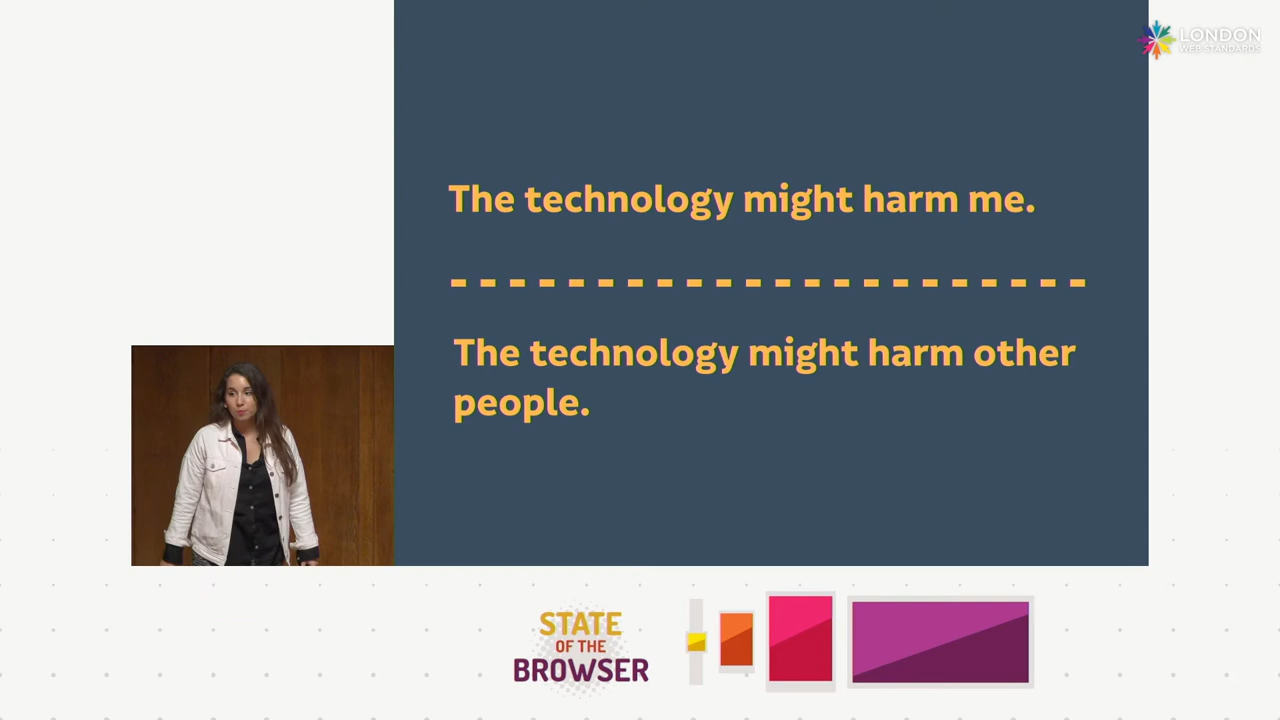 LONDON
WEB STANDARDS
The technology might harm me.
The technology might harm other
people.
STATE
OF THE
BROWSER